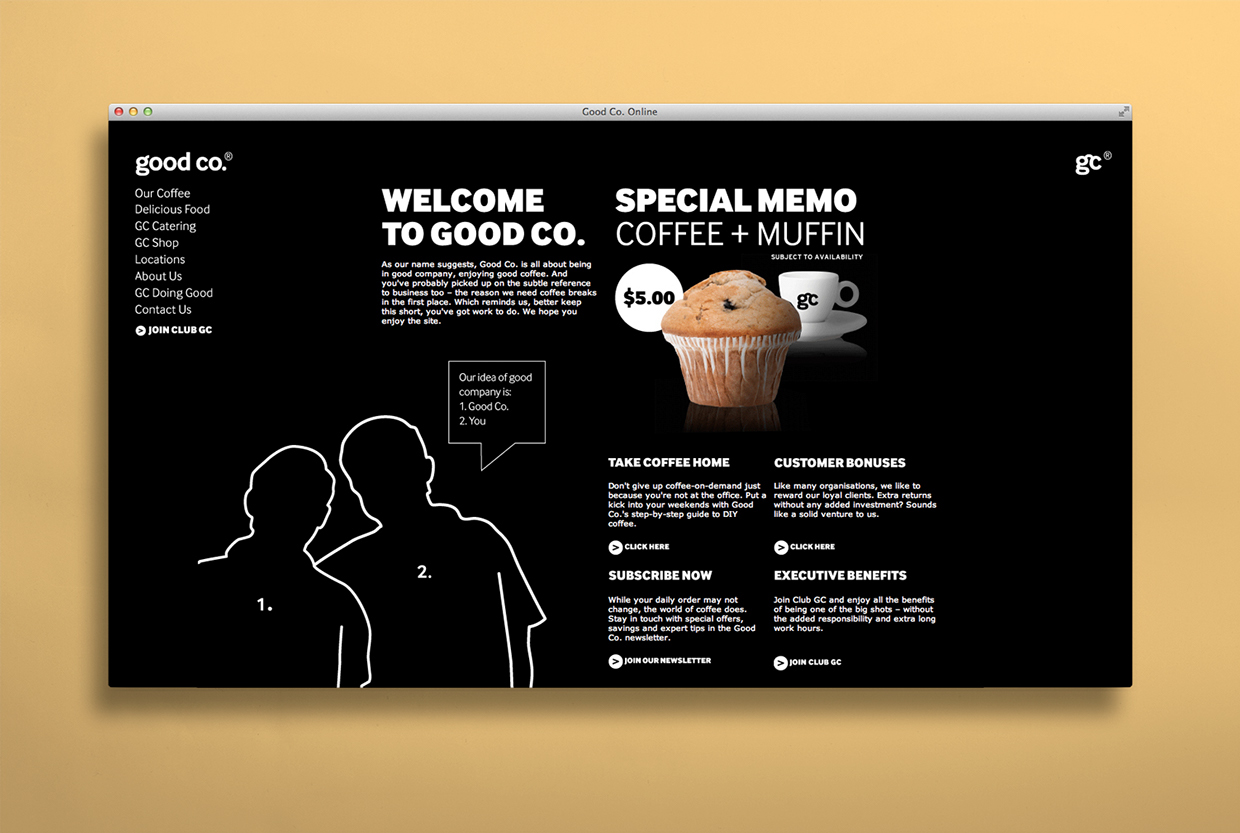 Good Co. Online
good co.®
gc®
Our Coffee
Delicious Food
GC Catering
GC Shop
Locations
About Us
GC Doing Good
Contact Us
> JOIN CLUB GC
WELCOME
TO GOOD CO.
As our name suggests, Good Co. is all about being
in good company, enjoying good coffee. And
you've probably picked up on the subtle reference
to business too – the reason we need coffee breaks
in the first place. Which reminds us, better keep
this short, you've got work to do. We hope you
enjoy the site.
SPECIAL MEMO
COFFEE + MUFFIN
SUBJECT TO AVAILABILITY
$5.00
gc
Our idea of good
company is:
1. Good Co.
2. You
1.
2.
TAKE COFFEE HOME
Don't give up coffee-on-demand just
because you're not at the office. Put a
kick into your weekends with Good
Co.'s step-by-step guide to DIY
coffee.
> CLICK HERE
CUSTOMER BONUSES
Like many organisations, we like to
reward our loyal clients. Extra returns
without any added investment? Sounds
like a solid venture to us.
> CLICK HERE
SUBSCRIBE NOW
While your daily order may not
change, the world of coffee does.
Stay in touch with special offers,
savings and expert tips in the Good
Co. newsletter.
> JOIN OUR NEWSLETTER
EXECUTIVE BENEFITS
Join Club GC and enjoy all the benefits
of being one of the big shots – without
the added responsibility and extra long
work hours.
> JOIN CLUB GC